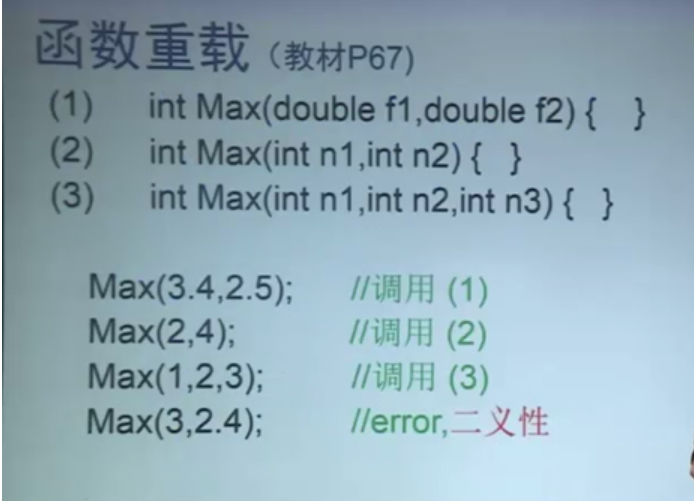 函数重载（教材P67)
(1) int Max(double f1,double f2) { }
(2) int Max(int n1,int n2) { }
(3) int Max(int n1,int n2,int n3) { }
Max(3.4,2.5); //调用 (1)
Max(2,4); //调用 (2)
Max(1,2,3); //调用 (3)
Max(3,2.4); //error,二义性